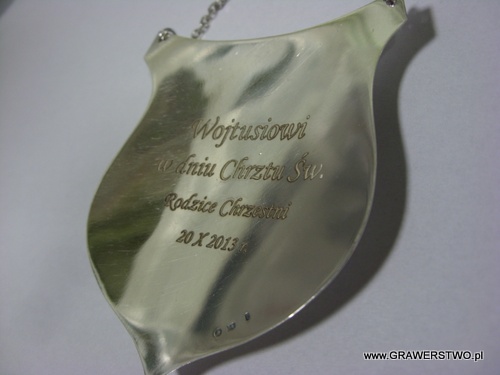 Wojtusiowi
w dniu Chrztu Św.
Rodzice Chrzestni
20 X 2013 r.
www.GRAWERSTWO.pl